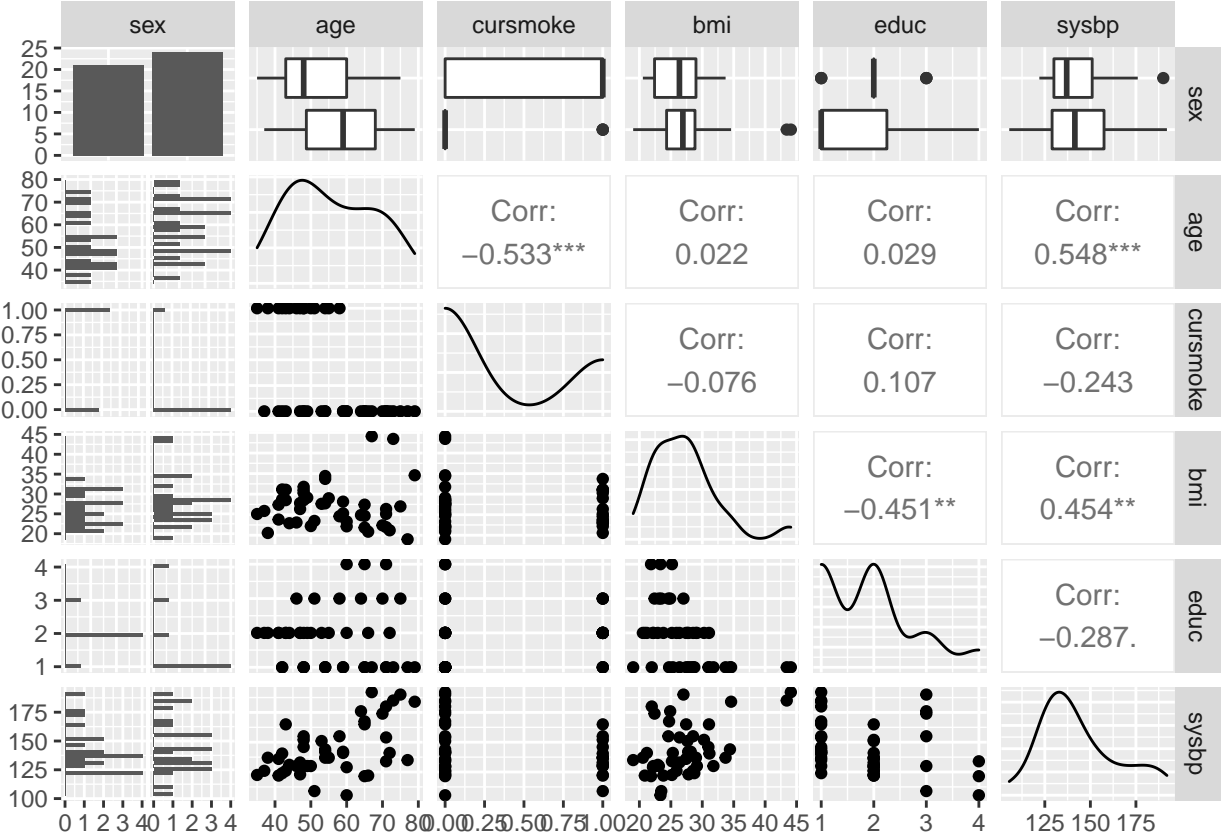 sex age cursmoke bmi educ sysbp
25
20
15
10
5
0
sex
80
70
60
50
40
Corr:
−0.533***
Corr:
0.022
Corr:
0.029
Corr:
0.548***
age
1.00
0.75
0.50
0.25
0.00
Corr:
−0.076
Corr:
0.107
Corr:
−0.243
cursmoke
45
40
35
30
25
20
Corr:
−0.451**
Corr:
0.454**
bmi
4
3
2
1
Corr:
−0.287.
educ
175
150
125
100
sysbp
0 1 2 3 4 0 1 2 3 4 40 50 60 70 80 0.00 0.25 0.50 0.75 1.00 20 25 30 35 40 45 1 2 3 4 125 150 175